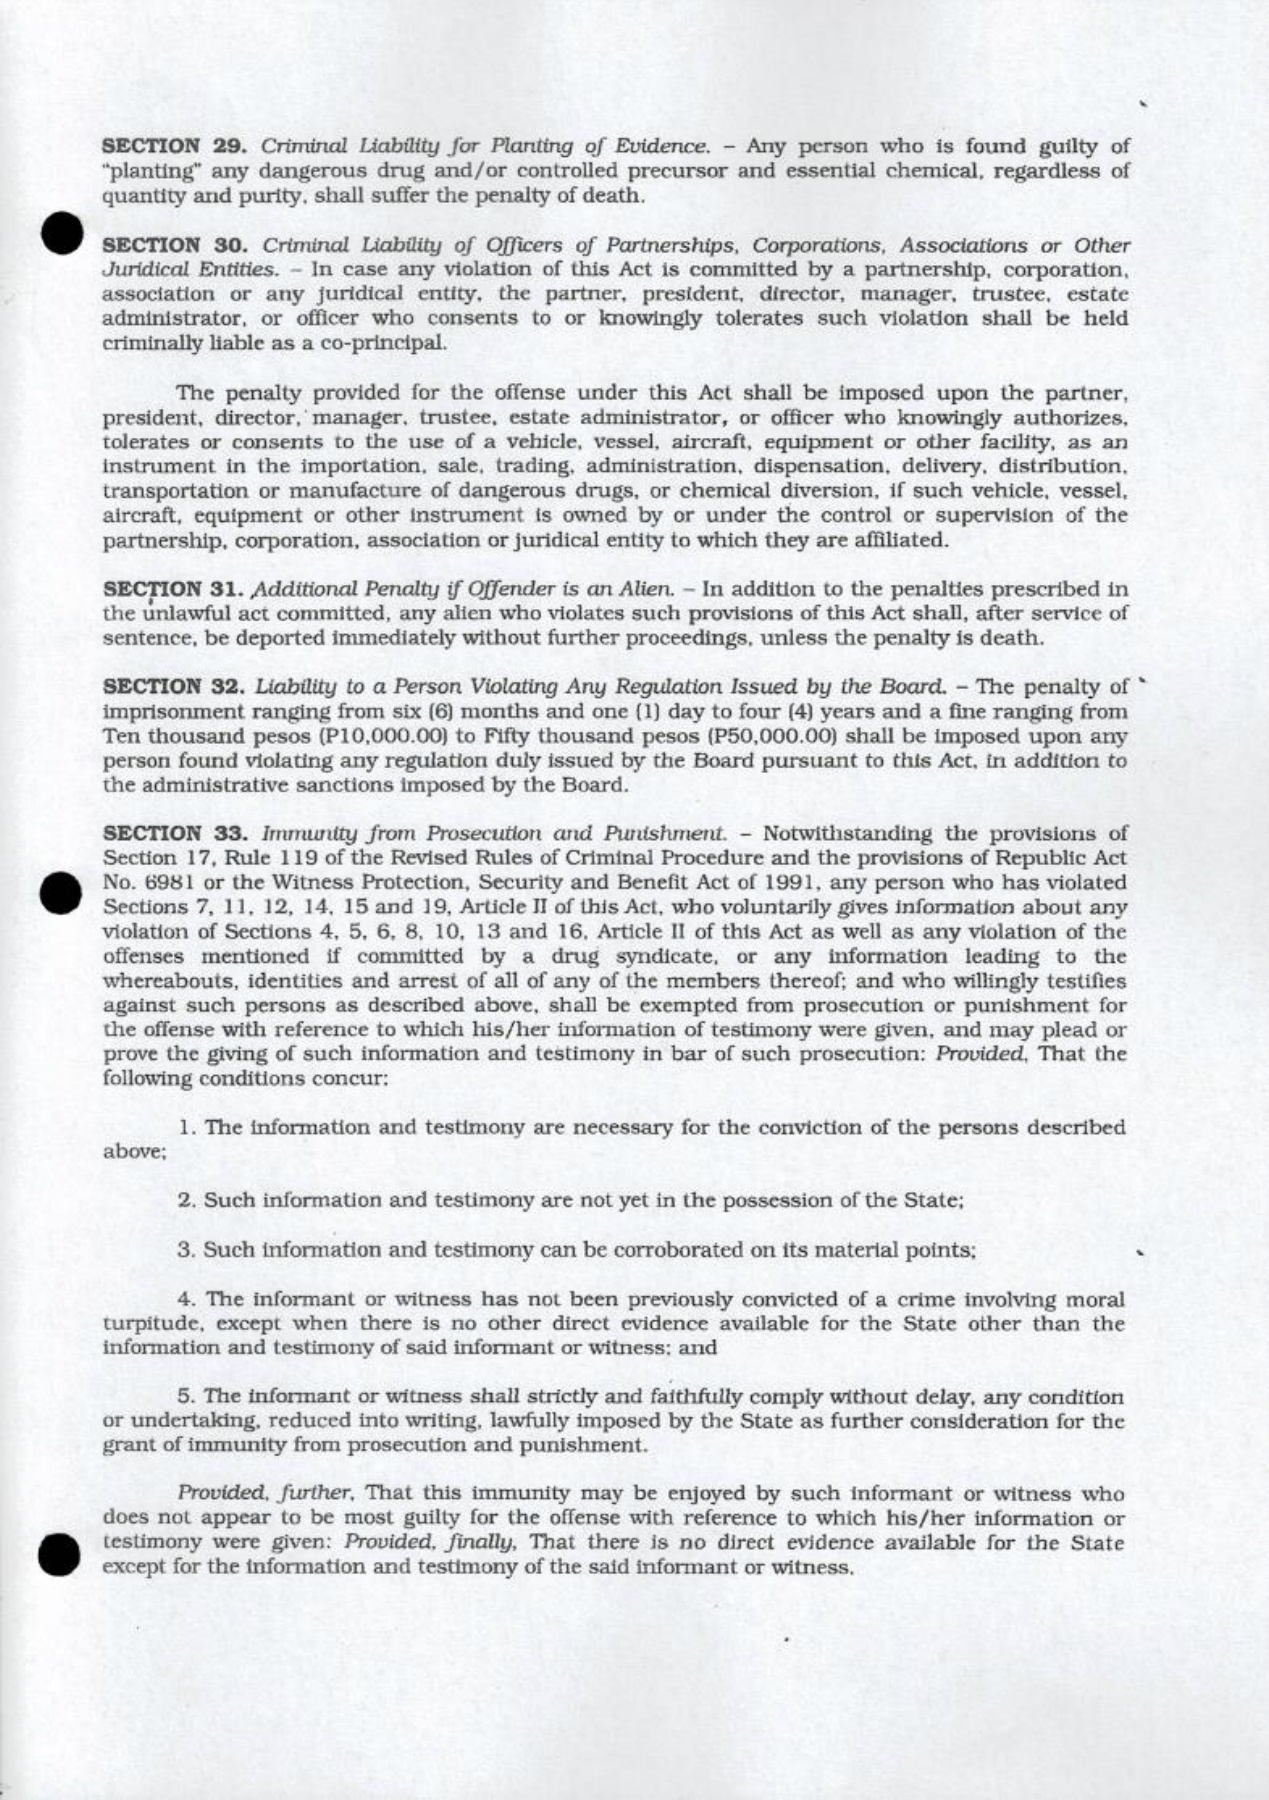 SECTION 29. Criminal Liability for Planting of Evidence. – Any person who is found guilty of
"planting" any dangerous drug and/or controlled precursor and essential chemical, regardless of
quantity and purity, shall suffer the penalty of death.
SECTION 30. Criminal Liability of Officers of Partnerships, Corporations, Associations or Other
Juridical Entities. – In case any violation of this Act is committed by a partnership, corporation,
association or any juridical entity, the partner, president, director, manager, trustee, estate
administrator, or officer who consents to or knowingly tolerates such violation shall be held
criminally liable as a co-principal.
The penalty provided for the offense under this Act shall be imposed upon the partner,
president, director, manager, trustee, estate administrator, or officer who knowingly authorizes,
tolerates or consents to the use of a vehicle, vessel, aircraft, equipment or other facility, as an
instrument in the importation, sale, trading, administration, dispensation, delivery, distribution,
transportation or manufacture of dangerous drugs, or chemical diversion, if such vehicle, vessel,
aircraft, equipment or other instrument is owned by or under the control or supervision of the
partnership, corporation, association or juridical entity to which they are affiliated.
SECTION 31. Additional Penalty if Offender is an Alien. – In addition to the penalties prescribed in
the unlawful act committed, any alien who violates such provisions of this Act shall, after service of
sentence, be deported immediately without further proceedings, unless the penalty is death.
SECTION 32. Liability to a Person Violating Any Regulation Issued by the Board. – The penalty of
imprisonment ranging from six (6) months and one (1) day to four (4) years and a fine ranging from
Ten thousand pesos (P10,000.00) to Fifty thousand pesos (P50,000.00) shall be imposed upon any
person found violating any regulation duly issued by the Board pursuant to this Act, in addition to
the administrative sanctions imposed by the Board.
SECTION 33. Immunity from Prosecution and Punishment. – Notwithstanding the provisions of
Section 17, Rule 119 of the Revised Rules of Criminal Procedure and the provisions of Republic Act
No. 6981 or the Witness Protection, Security and Benefit Act of 1991, any person who has violated
Sections 7, 11, 12, 14, 15 and 19, Article II of this Act, who voluntarily gives information about any
violation of Sections 4, 5, 6, 8, 10, 13 and 16, Article II of this Act as well as any violation of the
offenses mentioned if committed by a drug syndicate, or any information leading to the
whereabouts, identities and arrest of all of any of the members thereof; and who willingly testifies
against such persons as described above, shall be exempted from prosecution or punishment for
the offense with reference to which his/her information of testimony were given, and may plead or
prove the giving of such information and testimony in bar of such prosecution: Provided, That the
following conditions concur:
1. The information and testimony are necessary for the conviction of the persons described
above;
2. Such information and testimony are not yet in the possession of the State;
3. Such information and testimony can be corroborated on its material points;
4. The informant or witness has not been previously convicted of a crime involving moral
turpitude, except when there is no other direct evidence available for the State other than the
information and testimony of said informant or witness; and
5. The informant or witness shall strictly and faithfully comply without delay, any condition
or undertaking, reduced into writing, lawfully imposed by the State as further consideration for the
grant of immunity from prosecution and punishment.
Provided, further, That this immunity may be enjoyed by such informant or witness who
does not appear to be most guilty for the offense with reference to which his/her information or
testimony were given: Provided, finally, That there is no direct evidence available for the State
except for the information and testimony of the said informant or witness.